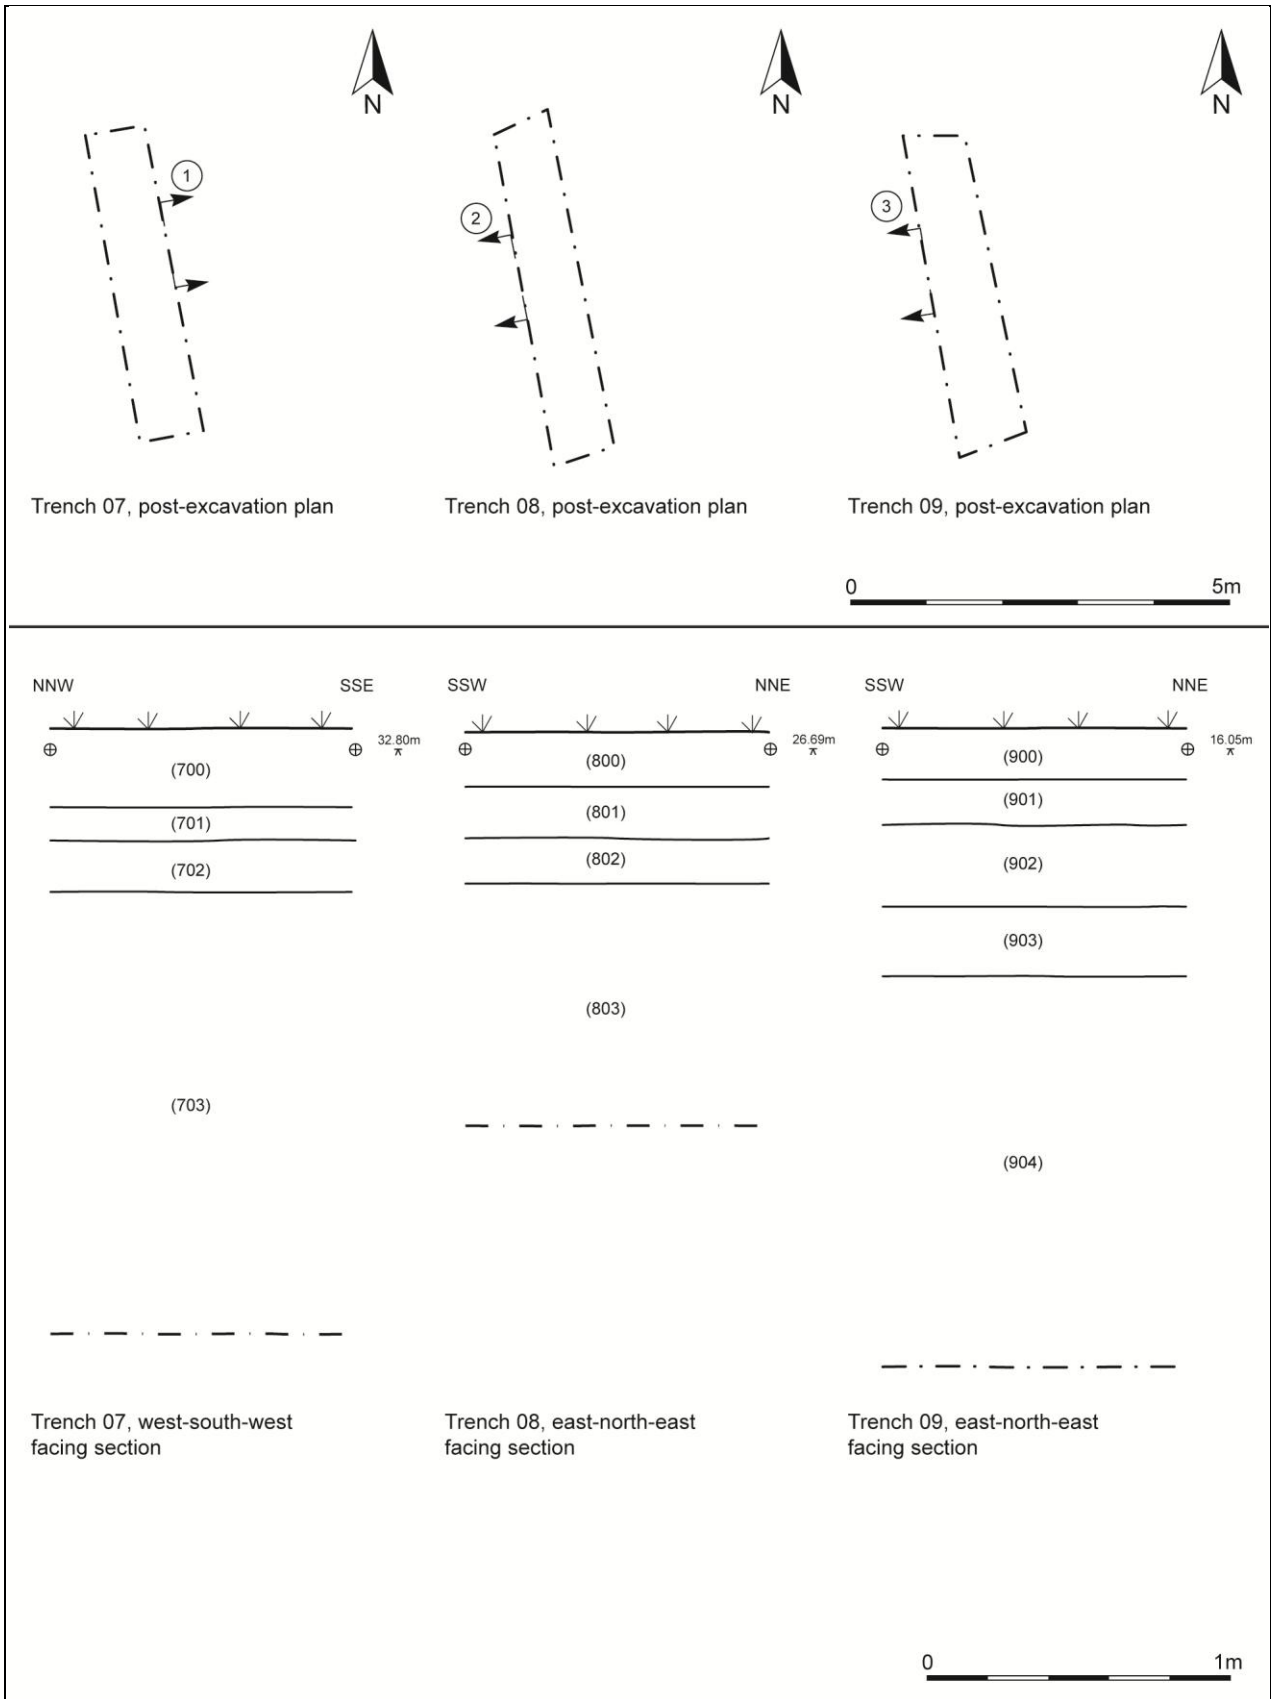 N
N
N
1
2
3
Trench 07, post-excavation plan
Trench 08, post-excavation plan
Trench 09, post-excavation plan
0
5m
NNW
SSE
SSW
NNE
SSW
NNE
32.80m
26.69m
16.05m
(700)
(701)
(702)
(703)
(800)
(801)
(802)
(803)
(900)
(901)
(902)
(903)
(904)
Trench 07, west-south-west
facing section
Trench 08, east-north-east
facing section
Trench 09, east-north-east
facing section
0
1m